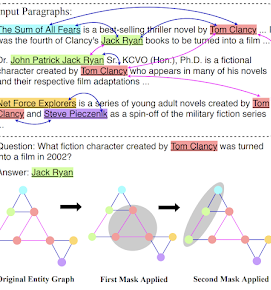 Input Paragraphs:
The Sum of All Fears is a best-selling thriller novel by Tom Clancy ... I
was the fourth of Clancy's Jack Ryan books to be turned into a film ...
Dr. John Patrick Jack Ryan Sr., KCVO (Hon.), Ph.D. is a fictional
character created by Tom Clancy who appears in many of his novels
and their respective film adaptations ...
Net Force Explorers is a series of young adult novels created by Tom
Clancy and Steve Pieczenik as a spin-off of the military fiction series
...
Question: What fiction character created by Tom Clancy was turned
into a film in 2002?
Answer: Jack Ryan
Original Entity Graph First Mask Applied Second Mask Applied